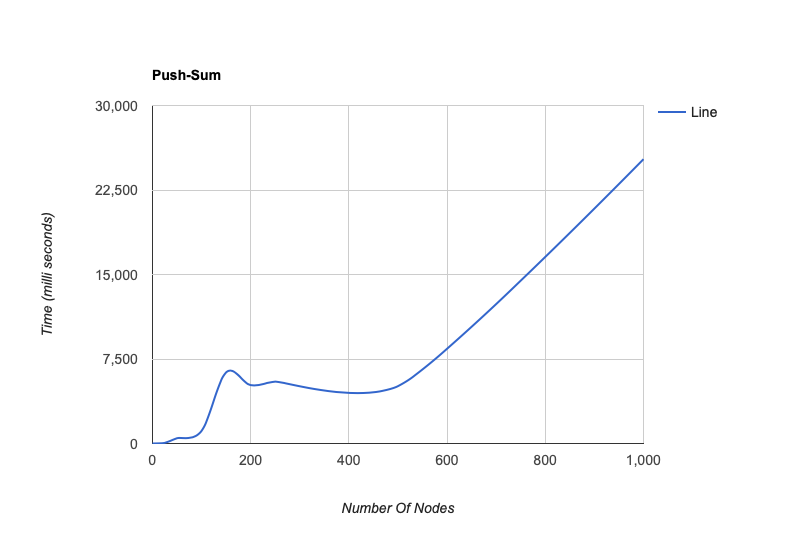 Push-Sum
30,000
22,500
15,000
7,500
0
Time (milli seconds)
0 200 400 600 800 1,000
Number Of Nodes
Line